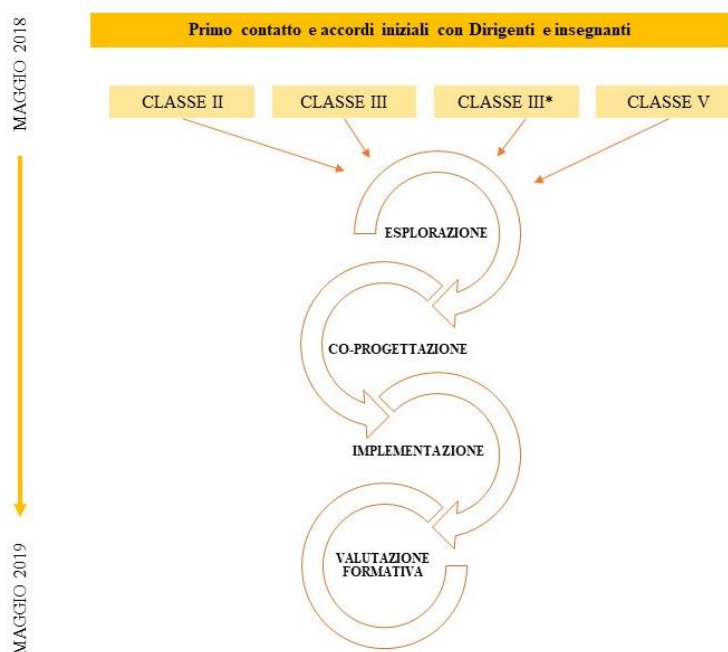 MAGGIO 2018
Primo contatto e accordi iniziali con Dirigenti e insegnanti
CLASSE II
CLASSE III
CLASSE III*
CLASSE V
ESPLORAZIONE
CO-PROGETTAZIONE
IMPLEMENTAZIONE
VALUTAZIONE
FORMATIVA
MAGGIO 2019